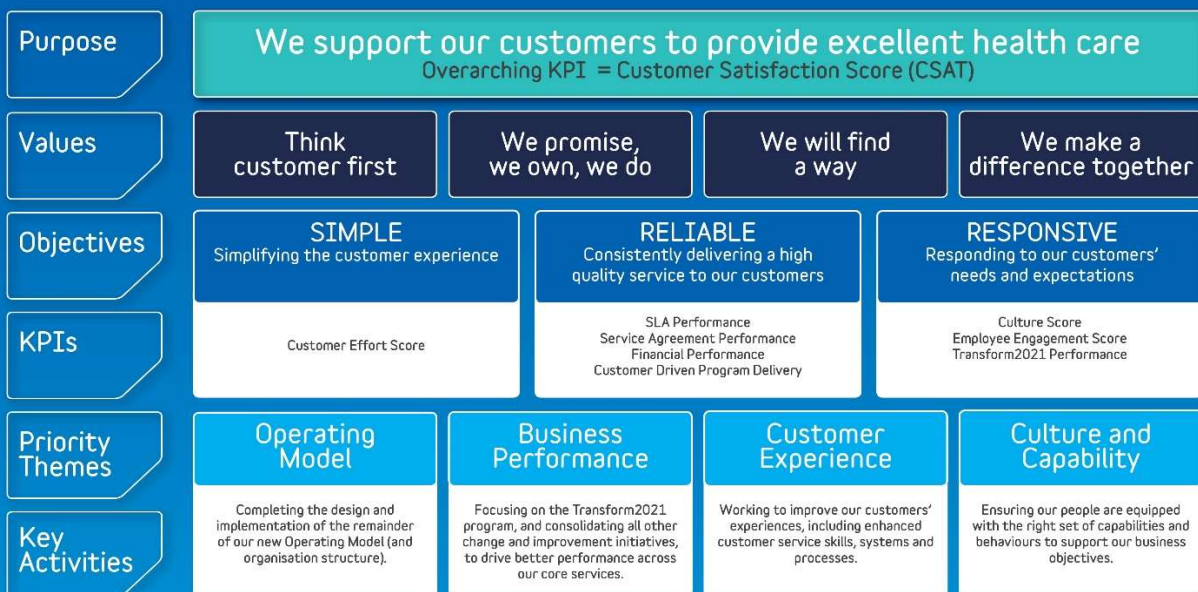 Purpose
We support our customers to provide excellent health care
Overarching KPI = Customer Satisfaction Score (CSAT)
Values
Think
customer first
We promise,
we own, we do
We will find
a way
We make a
difference together
Objectives
SIMPLE
Simplifying the customer experience
RELIABLE
Consistently delivering a high
quality service to our customers
RESPONSIVE
Responding to our customers'
needs and expectations
KPIs
Customer Effort Score
SLA Performance
Service Agreement Performance
Financial Performance
Customer Driven Program Delivery
Culture Score
Employee Engagement Score
Transform2021 Performance
Priority
Themes
Operating
Model
Business
Performance
Customer
Experience
Culture and
Capability
Key
Activities
Completing the design and
implementation of the remainder
of our new Operating Model (and
organisation structure).
Focusing on the Transform2021
program, and consolidating all other
change and improvement initiatives,
to drive better performance across
our core services.
Working to improve our customers'
experiences, including enhanced
customer service skills, systems and
processes.
Ensuring our people are equipped
with the right set of capabilities and
behaviours to support our business
objectives.